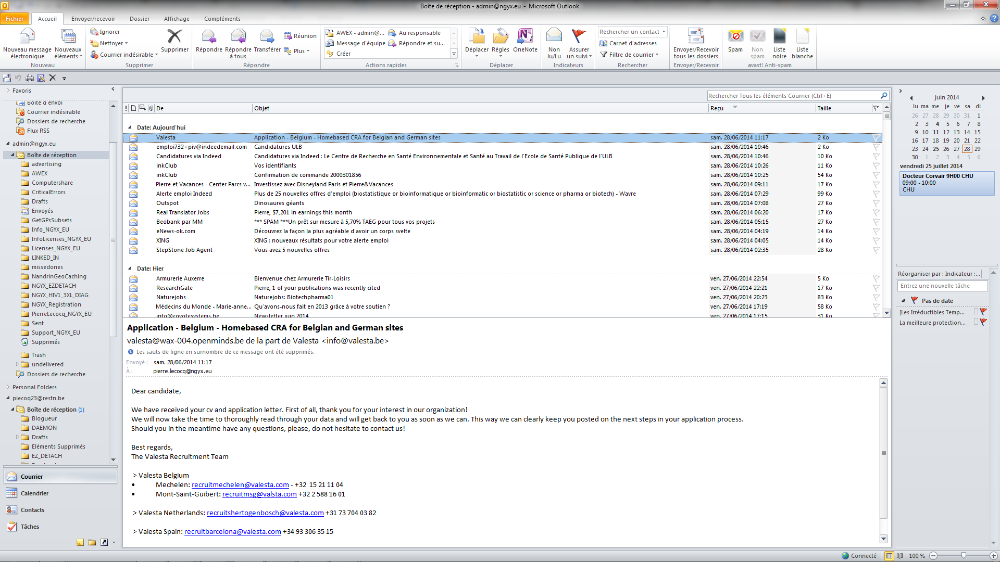 Boîte de réception - admin@ngyx.eu - Microsoft Outlook
Fichier Accueil Envoyer/recevoir Dossier Affichage Compléments
Nouveau message électronique
Nouveaux éléments
Nouveau
Ignorer
Nettoyer
Courrier indésirable
Supprimer
Supprimer
Répondre
Répondre à tous
Transférer
Réunion
Plus
Répondre
AWEX - admin@...
Au responsable
Message d'équipe
Répondre et su...
Créer
Actions rapides
Déplacer
Règles
OneNote
Déplacer
Non lu/Lu
Assurer un suivi
Indicateurs
Rechercher un contact
Carnet d'adresses
Filtre de courrier
Rechercher
Envoyer/Recevoir tous les dossiers
Envoyer/Recevoir
Spam
Non spam
Liste noire
Liste blanche
avast! Anti-spam
Favoris
Boîte d'envoi
Courrier indésirable
Dossiers de recherche
Flux RSS
admin@ngyx.eu
Boîte de réception
advertising
AWEX
Computershare
CriticalErrors
Drafts
Envoyés
GetGPsSubsets
Info_NGYX_EU
InfoLicenses_NGYX_EU
Licenses_NGYX_EU
LINKED_IN
missedones
NandrinGeoCaching
NGYX_EZDETACH
NGYX_HIV1_3XL_DIAG
NGYX_Registration
PierreLecocq_NGYX_EU
Sent
Support_NGYX_EU
Supprimés
Trash
undelivered
Dossiers de recherche
Personal Folders
piecoq23@restn.be
Boîte de réception (1)
Blogueur
DAEMON
Drafts
Eléments Supprimés
EZ_DETACH
Courrier
Calendrier
Contacts
Tâches
Rechercher Tous les éléments Courrier (Ctrl+E)
De Objet Reçu Taille
Date: Aujourd'hui
Valesta Application - Belgium - Homebased CRA for Belgian and German sites sam. 28/06/2014 11:17 2 Ko
emploi732+piv@indeedemail.com Candidatures ULB sam. 28/06/2014 10:46 2 Ko
Candidatures via Indeed Candidatures via Indeed : Le Centre de Recherche en Santé Environnementale et Santé au Travail de l'Ecole de Santé Publique de l'ULB sam. 28/06/2014 10:46 10 Ko
inkClub Vos identifiants sam. 28/06/2014 10:26 11 Ko
inkClub Confirmation de commande 2000301856 sam. 28/06/2014 10:25 54 Ko
Pierre et Vacances - Center Parcs v... Investissez avec Disneyland Paris et Pierre&Vacances sam. 28/06/2014 09:11 17 Ko
Alerte emploi Indeed Plus de 25 nouvelles offres d'emploi (biostatistique or bioinformatique or bioinformatic or biostatistic or science or pharma or biotech) - Wavre sam. 28/06/2014 07:29 99 Ko
Outspot Dinosaures géants sam. 28/06/2014 07:08 27 Ko
Real Translator Jobs Pierre, $7,201 in earnings this month sam. 28/06/2014 06:20 17 Ko
Beobank par MM *** SPAM ***Un prêt sur mesure à 5,70% TAEG pour tous vos projets sam. 28/06/2014 05:15 27 Ko
eNews-ok.com Découvrez la façon la plus agréable d'avoir un corps svelte sam. 28/06/2014 04:19 14 Ko
XING XING : nouveaux résultats pour votre alerte emploi sam. 28/06/2014 04:05 14 Ko
StepStone Job Agent Vous avez 5 nouvelles offres sam. 28/06/2014 02:35 28 Ko
Date: Hier
Armurerie Auxerre Bienvenue chez Armurerie Tir-Loisirs ven. 27/06/2014 22:54 5 Ko
ResearchGate Pierre, 1 of your publications was recently cited ven. 27/06/2014 22:21 17 Ko
Naturejobs Naturejobs: Biotechpharma01 ven. 27/06/2014 20:23 83 Ko
Médecins du Monde - Marie-anne... Qu'avons-nous fait en 2013 grâce à votre soutien ? ven. 27/06/2014 17:19 58 Ko
info@coyotesystems.be Newsletter juin 2014 ven. 27/06/2014 17:15 31 Ko
Application - Belgium - Homebased CRA for Belgian and German sites
valesta@wax-004.openminds.be de la part de Valesta <info@valesta.be>
Les sauts de ligne en surnombre de ce message ont été supprimés.
Envoyé : sam. 28/06/2014 11:17
À : pierre.lecocq@ngyx.eu
Dear candidate,
We have received your cv and application letter. First of all, thank you for your interest in our organization!
We will now take the time to thoroughly read through your data and will get back to you as soon as we can. This way we can clearly keep you posted on the next steps in your application process.
Should you in the meantime have any questions, please, do not hesitate to contact us!
Best regards,
The Valesta Recruitment Team
> Valesta Belgium
• Mechelen: recruitmechelen@valesta.com - +32 15 21 11 04
• Mont-Saint-Guibert: recruitmsg@valsta.com +32 2 588 16 01
> Valesta Netherlands: recruitshertogenbosch@valesta.com +31 73 704 03 82
> Valesta Spain: recruitbarcelona@valesta.com +34 93 306 35 15
juin 2014
lu ma me je ve sa di
26 27 28 29 30 31 1
2 3 4 5 6 7 8
9 10 11 12 13 14 15
16 17 18 19 20 21 22
23 24 25 26 27 28 29
30 1 2 3 4 5 6
vendredi 25 juillet 2014
Docteur Corvair 9H00 CHU
09:00 - 10:00
CHU
Réorganiser par : Indicateur :...
Entrez une nouvelle tâche
Pas de date
[Les Irréductibles Temp...
La meilleure protection...
Connecté 100 %